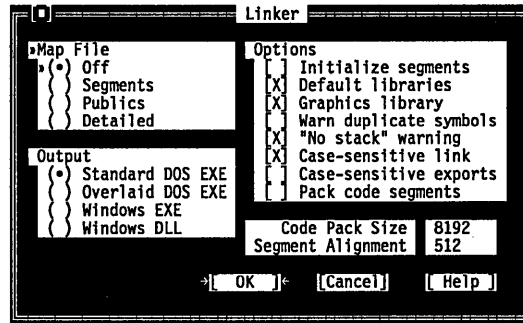 Linker
Map File
(•) Off
( ) Segments
( ) Publics
( ) Detailed
Output
(•) Standard DOS EXE
( ) Overlaid DOS EXE
( ) Windows EXE
( ) Windows DLL
Options
[ ] Initialize segments
[X] Default libraries
[X] Graphics library
[ ] Warn duplicate symbols
[X] "No stack" warning
[X] Case-sensitive link
[ ] Case-sensitive exports
[ ] Pack code segments
Code Pack Size 8192
Segment Alignment 512
[ OK ] [Cancel] [ Help ]